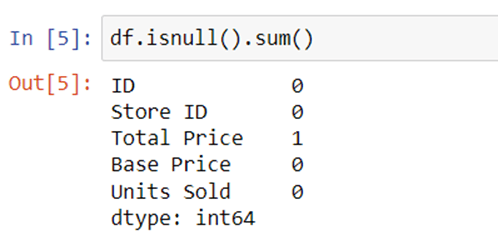 In [5]: df.isnull().sum()
Out[5]: ID 0
Store ID 0
Total Price 1
Base Price 0
Units Sold 0
dtype: int64